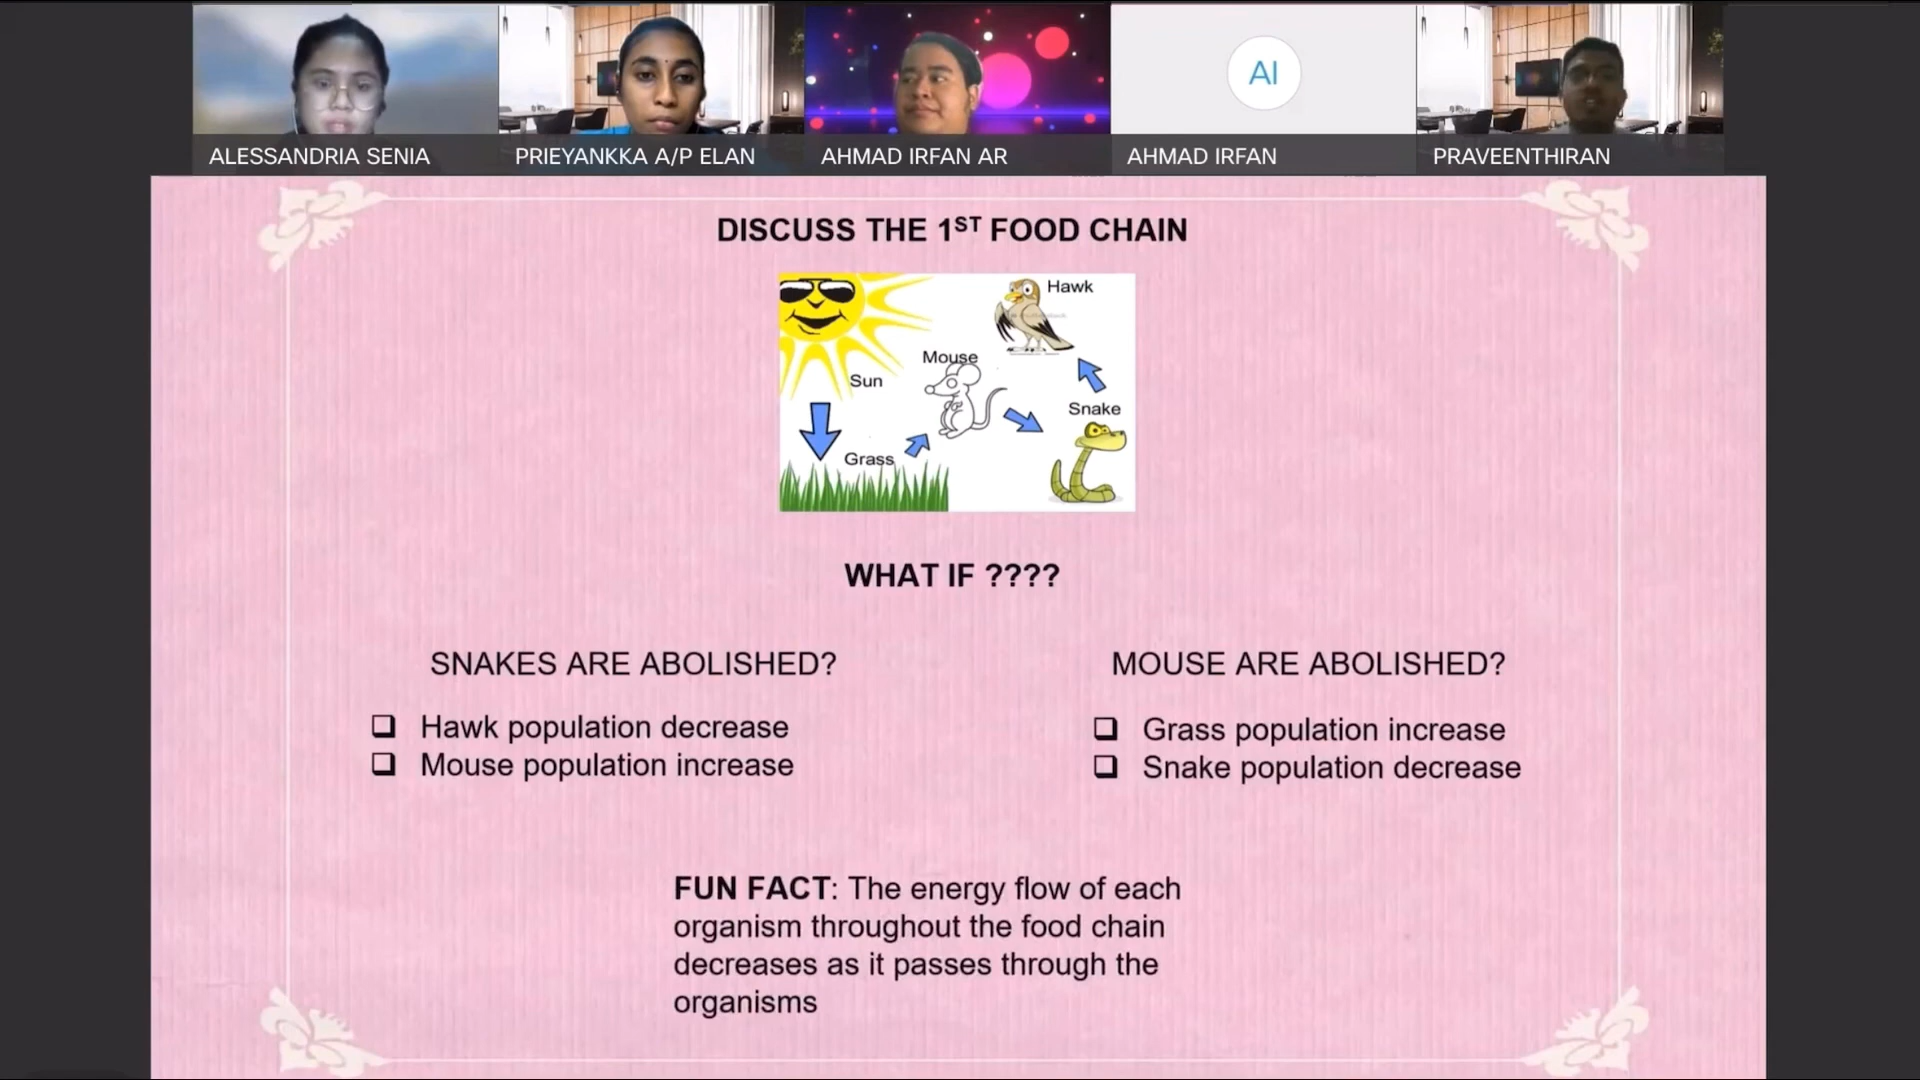 ALESSANDRIA SENIA
PRIEYANKKA A/P ELAN
AHMAD IRFAN AR
AI
AHMAD IRFAN
PRAVEENTHIRAN
DISCUSS THE 1ST FOOD CHAIN
Hawk
Mouse
Sun
Snake
Grass
WHAT IF ????
SNAKES ARE ABOLISHED?
Hawk population decrease
Mouse population increase
MOUSE ARE ABOLISHED?
Grass population increase
Snake population decrease
FUN FACT: The energy flow of each
organism throughout the food chain
decreases as it passes through the
organisms